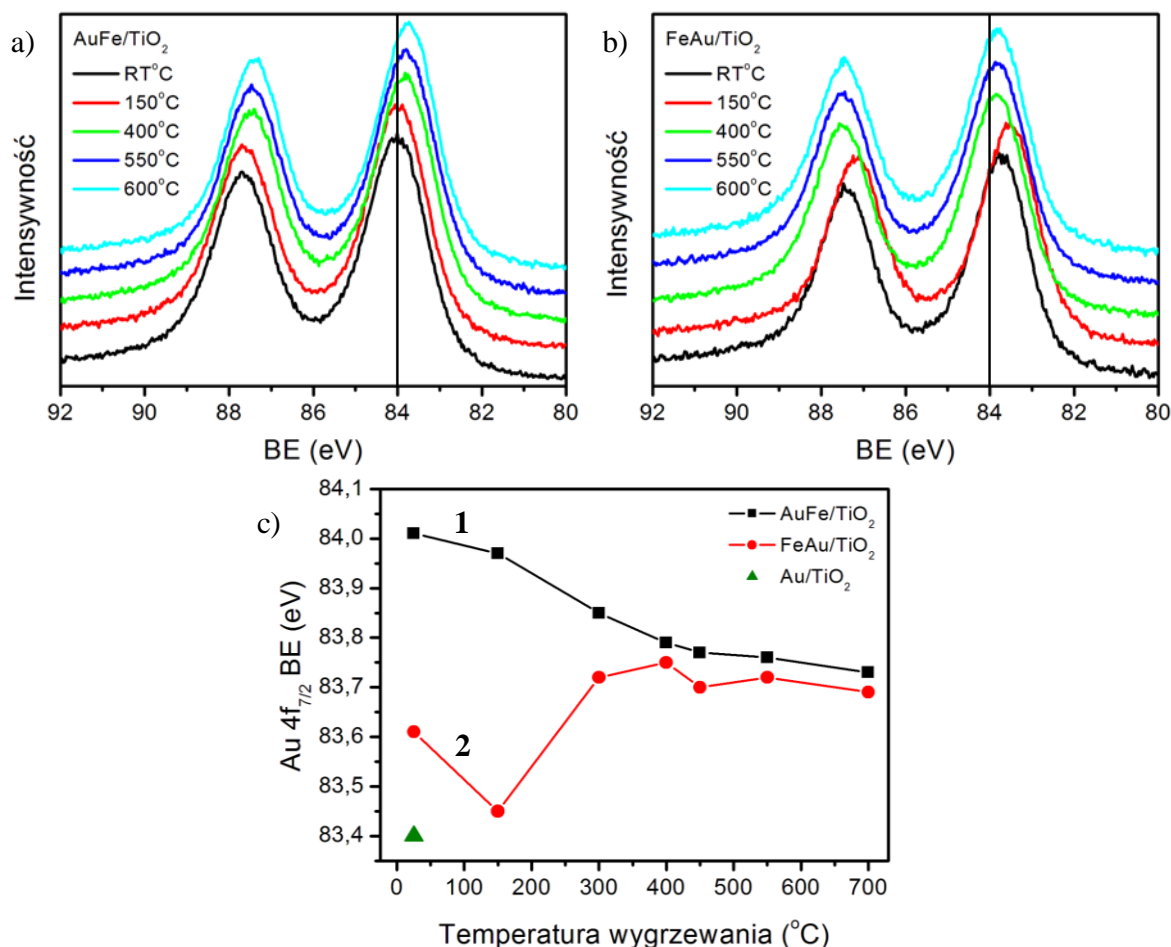 a)
AuFe/TiO₂
RT°C
150°C
400°C
550°C
600°C
Intensywność
92 90 88 86 84 82 80
BE (eV)
b)
FeAu/TiO₂
RT°C
150°C
400°C
550°C
600°C
Intensywność
92 90 88 86 84 82 80
BE (eV)
c)
84,1
84,0
83,9
83,8
83,7
83,6
83,5
83,4
Au 4f₇/₂ BE (eV)
1
2
AuFe/TiO₂
FeAu/TiO₂
Au/TiO₂
0 100 200 300 400 500 600 700
Temperatura wygrzewania (°C)